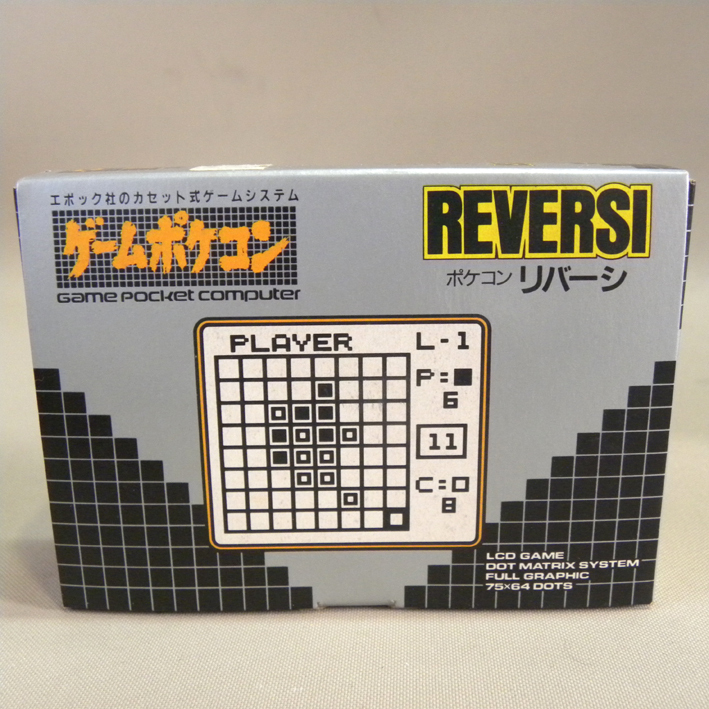 エポック社のカセット式ゲームシステム
ゲームポケコン
Game Pocket computer
REVERSI
ポケコン リバーシ
PLAYER
L-1
P:■
6
11
C:□
8
LCD GAME
DOT MATRIX SYSTEM
FULL GRAPHIC
75×64 DOTS